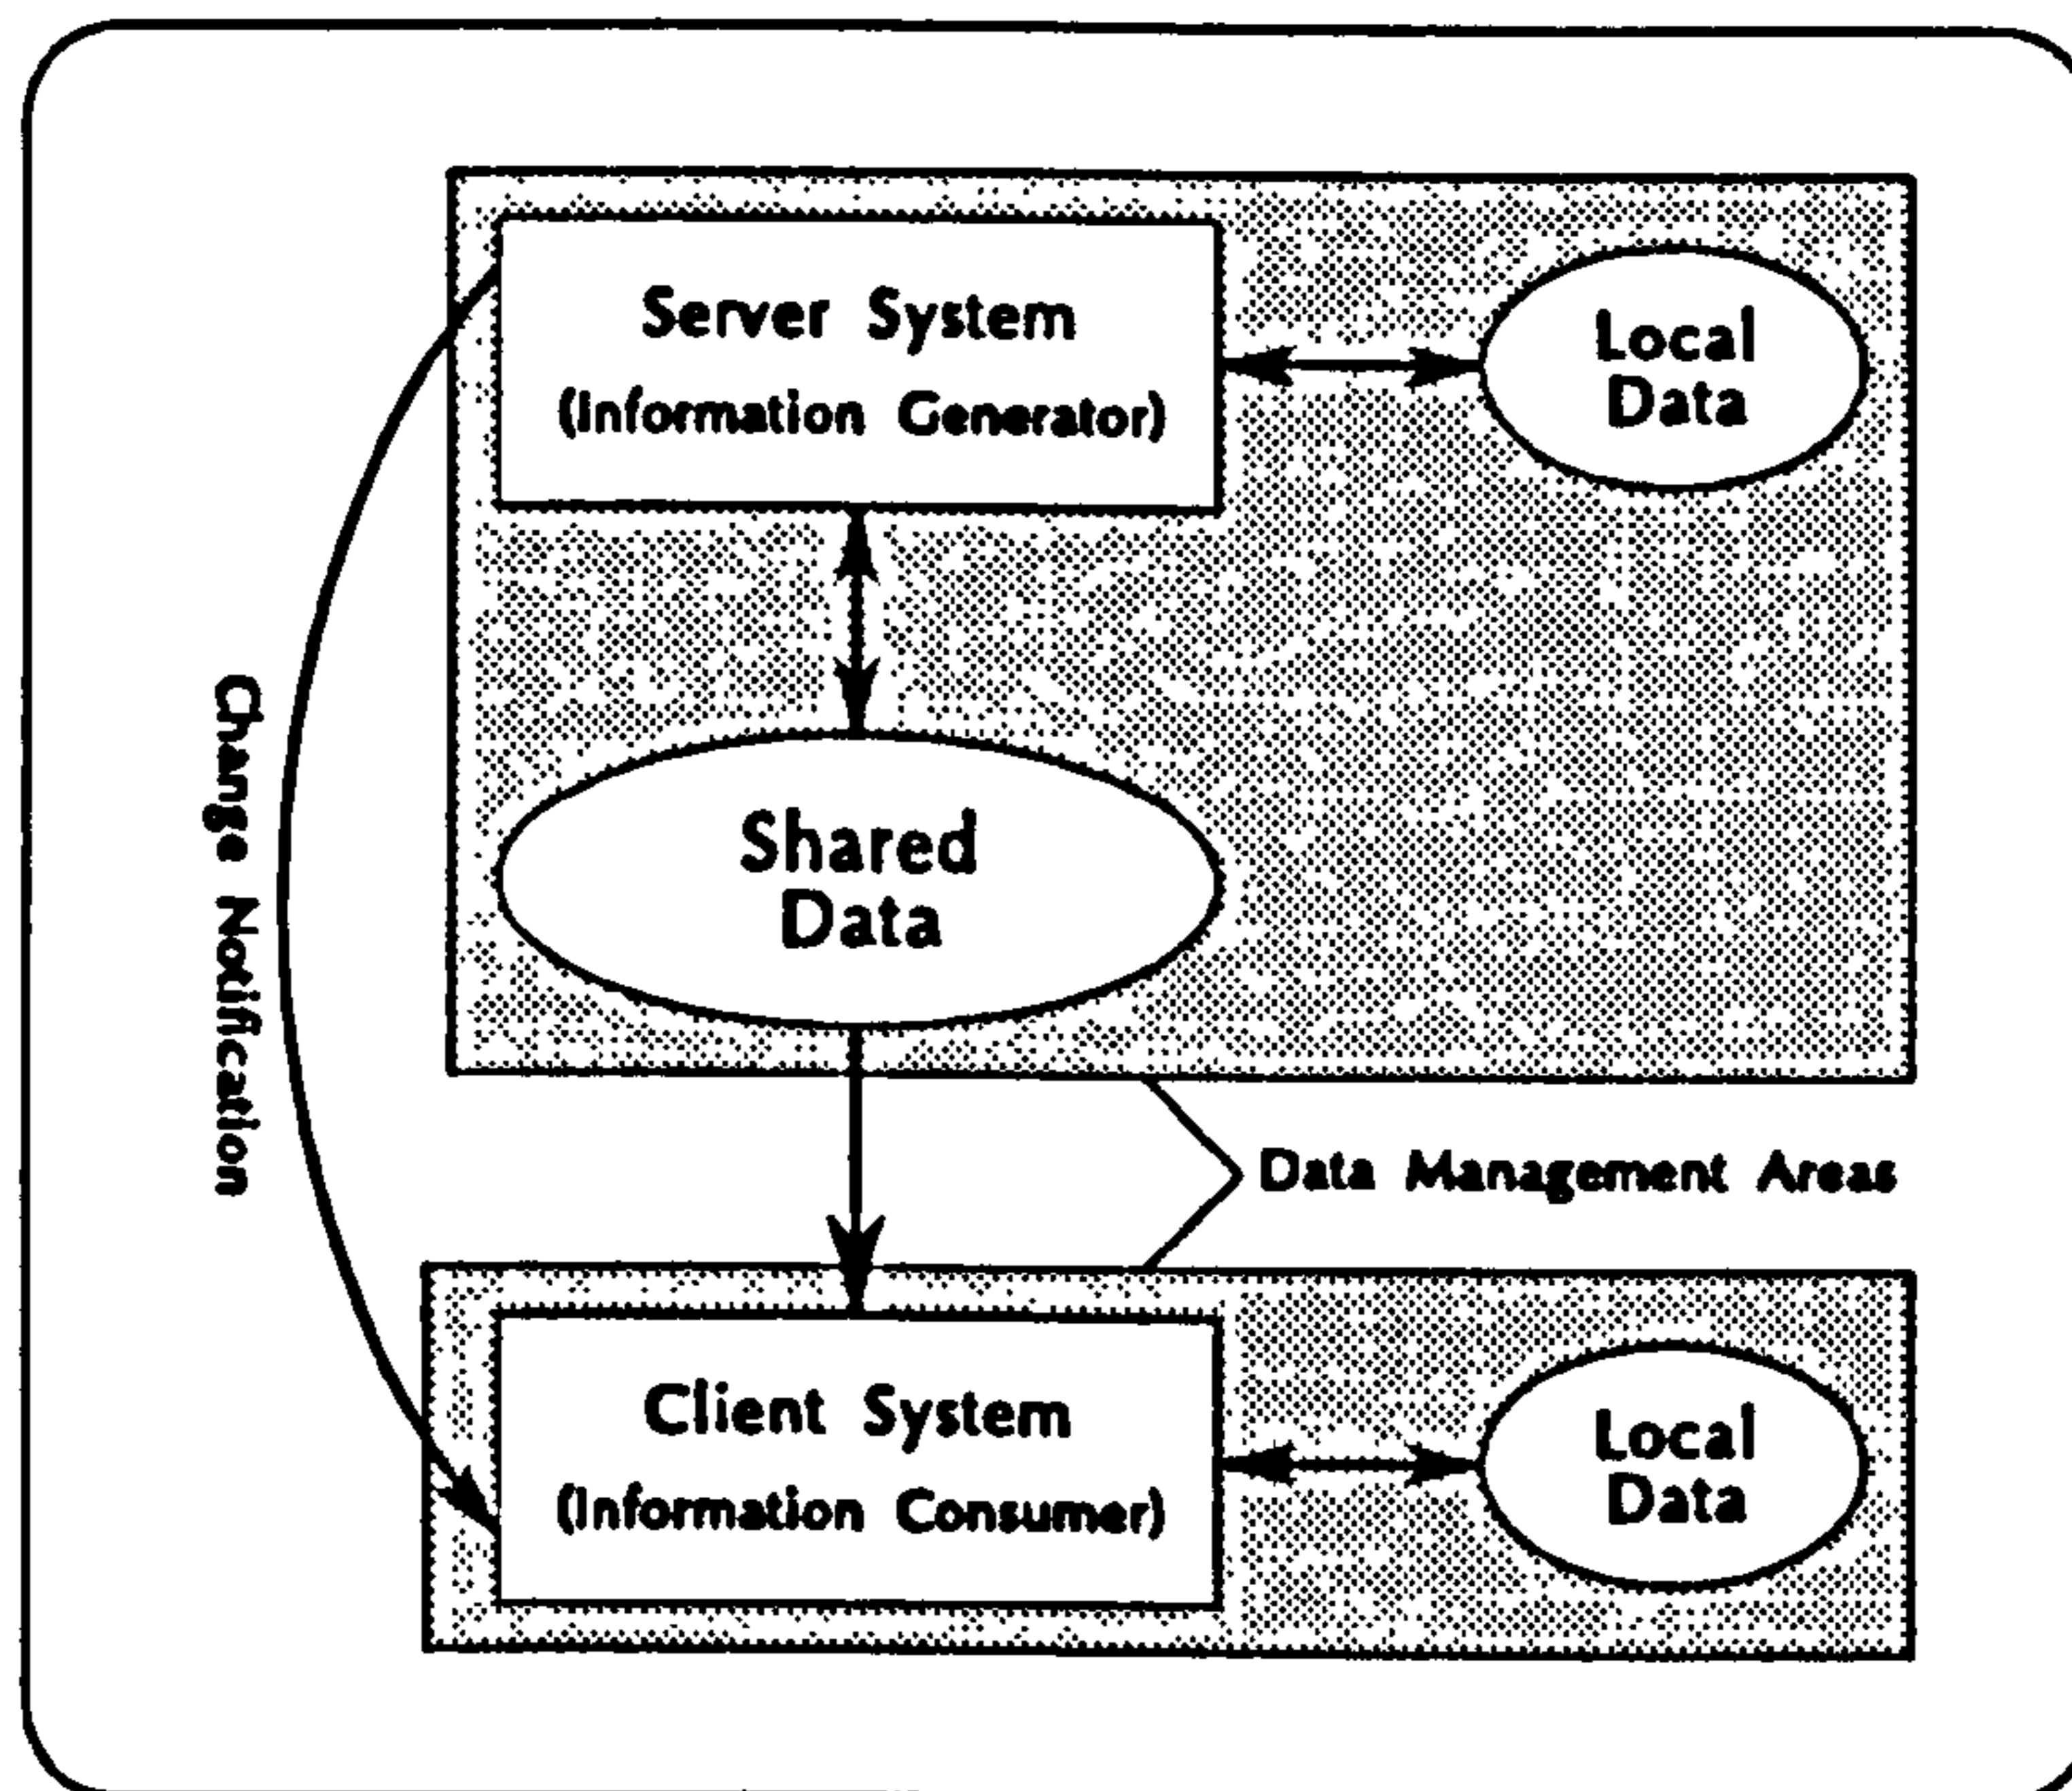 Server System
(Information Generator)
Local
Data
Shared
Data
Change Notification
Data Management Areas
Client System
(Information Consumer)
Local
Data